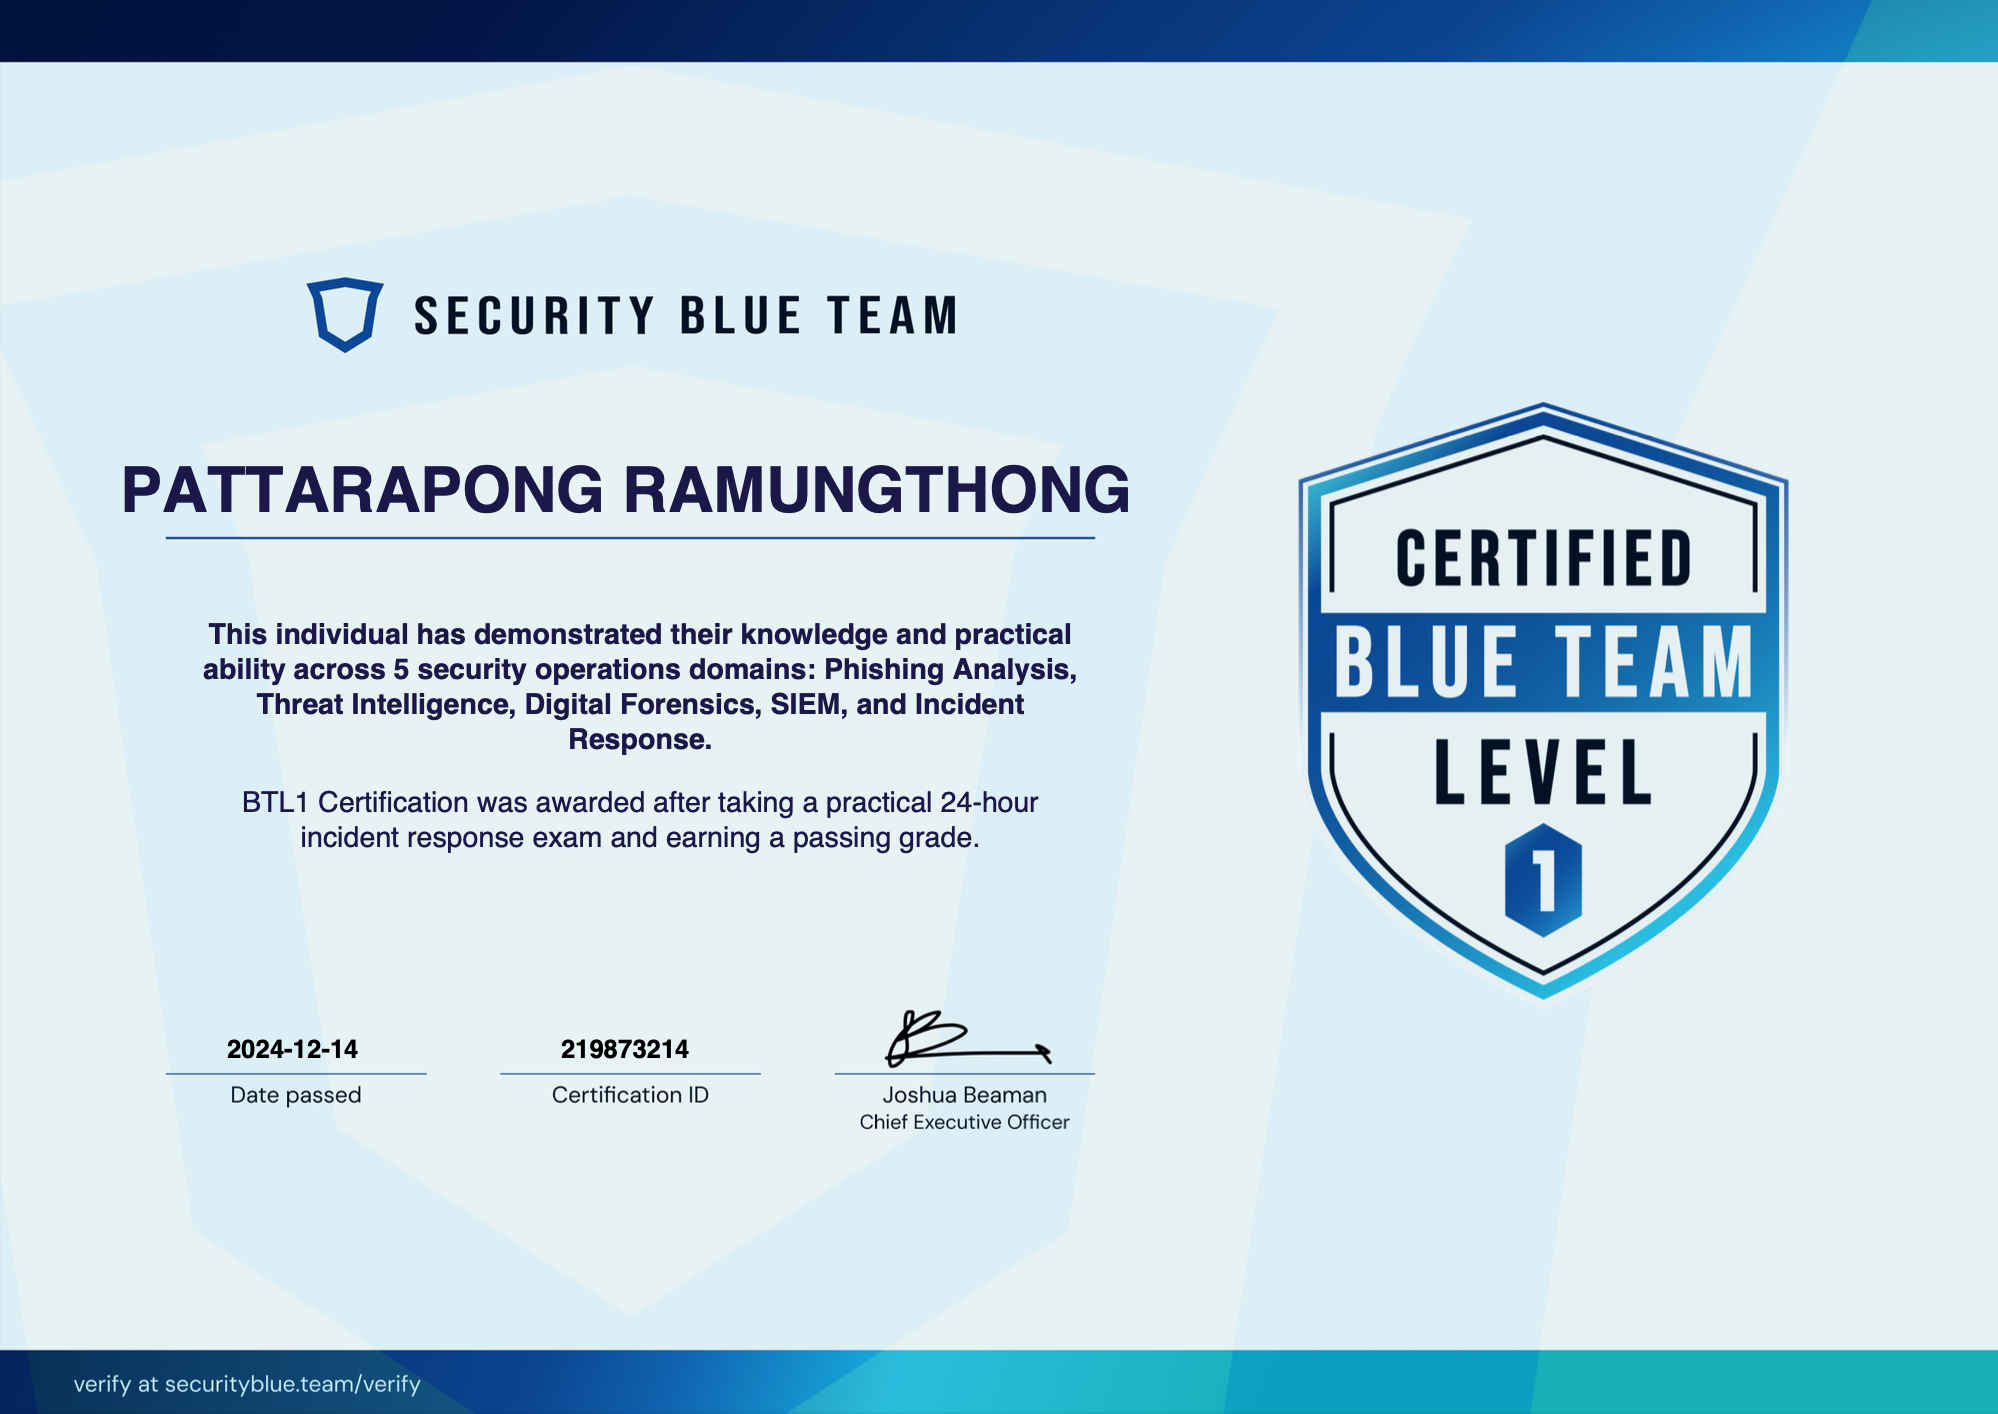 SECURITY BLUE TEAM
PATTARAPONG RAMUNGTHONG
This individual has demonstrated their knowledge and practical
ability across 5 security operations domains: Phishing Analysis,
Threat Intelligence, Digital Forensics, SIEM, and Incident
Response.
BTL1 Certification was awarded after taking a practical 24-hour
incident response exam and earning a passing grade.
2024-12-14
Date passed
219873214
Certification ID
Joshua Beaman
Chief Executive Officer
CERTIFIED
BLUE TEAM
LEVEL
1
verify at securityblue.team/verify